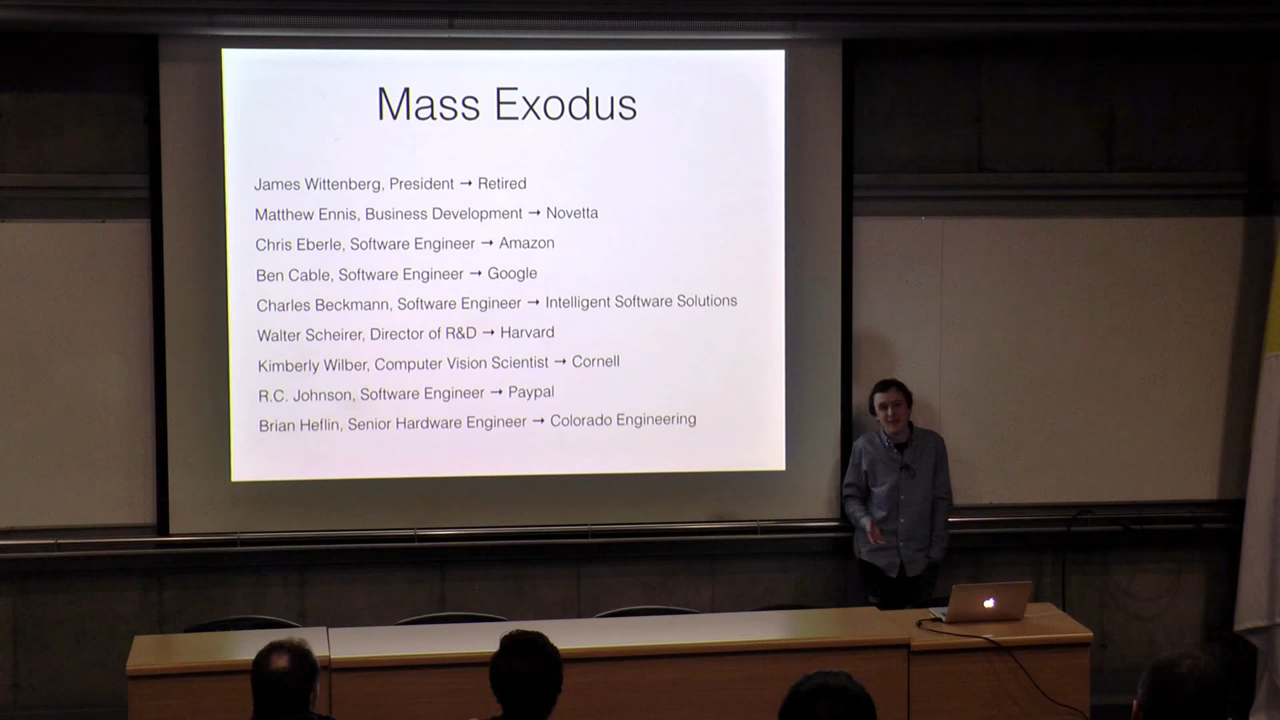 Mass Exodus
James Wittenberg, President → Retired
Matthew Ennis, Business Development → Novetta
Chris Eberle, Software Engineer → Amazon
Ben Cable, Software Engineer → Google
Charles Beckmann, Software Engineer → Intelligent Software Solutions
Walter Scheirer, Director of R&D → Harvard
Kimberly Wilber, Computer Vision Scientist → Cornell
R.C. Johnson, Software Engineer → Paypal
Brian Heflin, Senior Hardware Engineer → Colorado Engineering